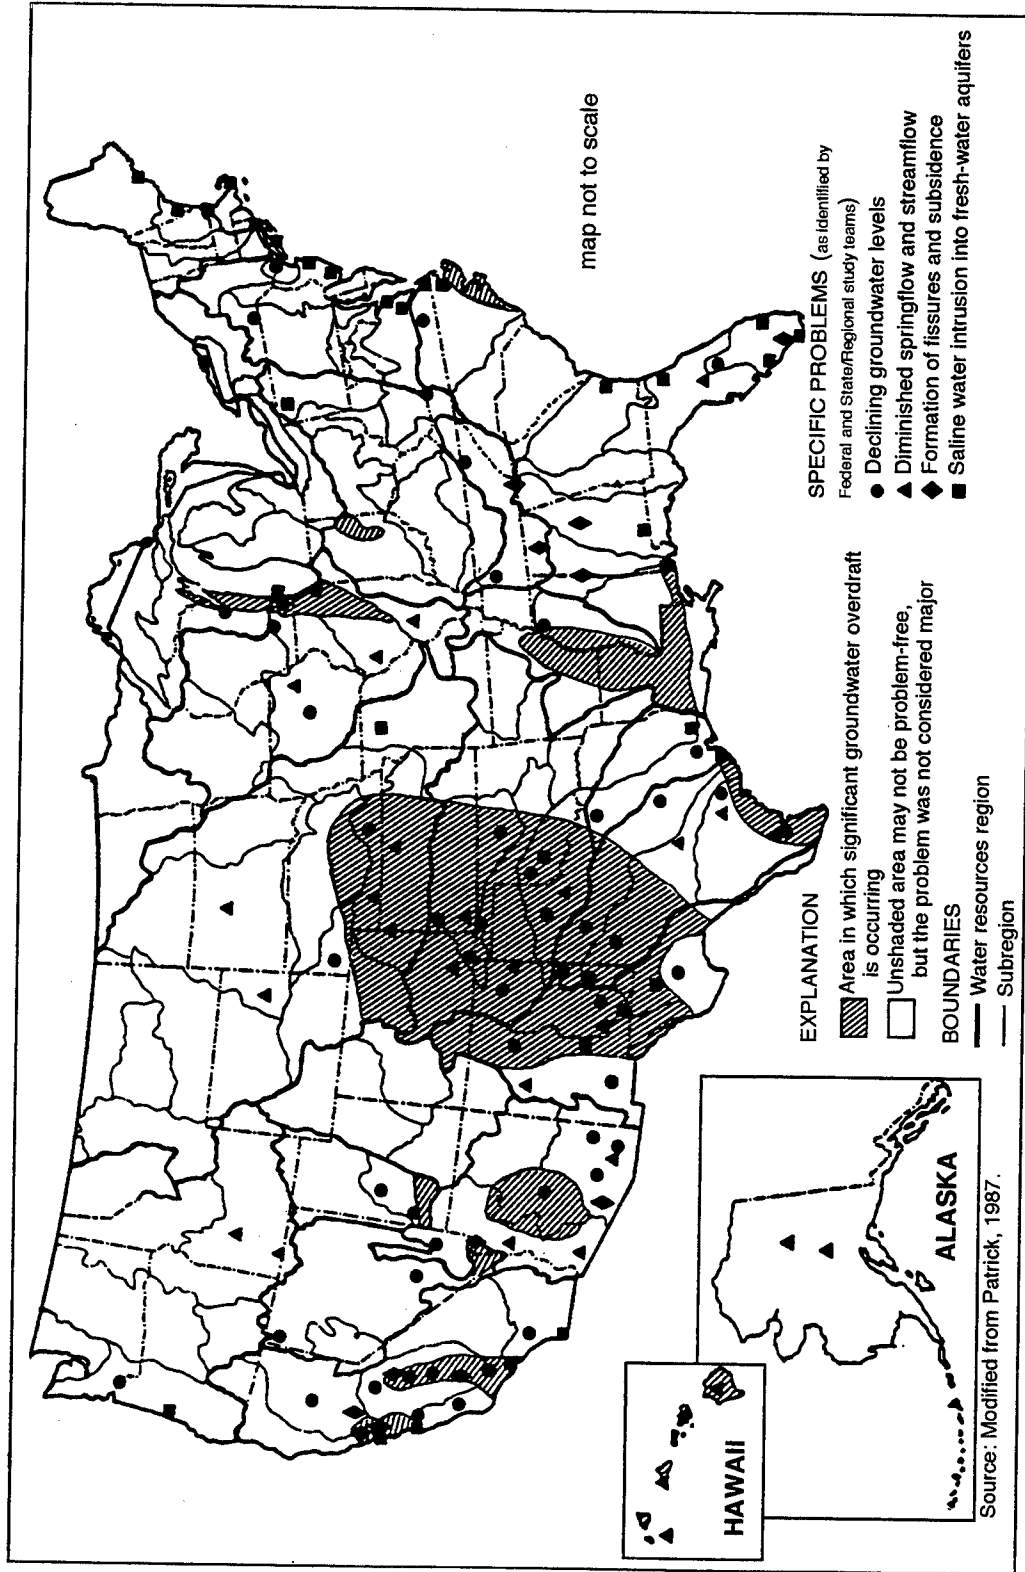 map not to scale
SPECIFIC PROBLEMS (as identified by
Federal and State/Regional study teams)
Declining groundwater levels
Diminished springflow and streamflow
Formation of fissures and subsidence
Saline water intrusion into fresh-water aquifers
EXPLANATION
Area in which significant groundwater overdraft
is occurring
Unshaded area may not be problem-free,
but the problem was not considered major
BOUNDARIES
Water resources region
Subregion
ALASKA
HAWAII
Source: Modified from Patrick, 1987.